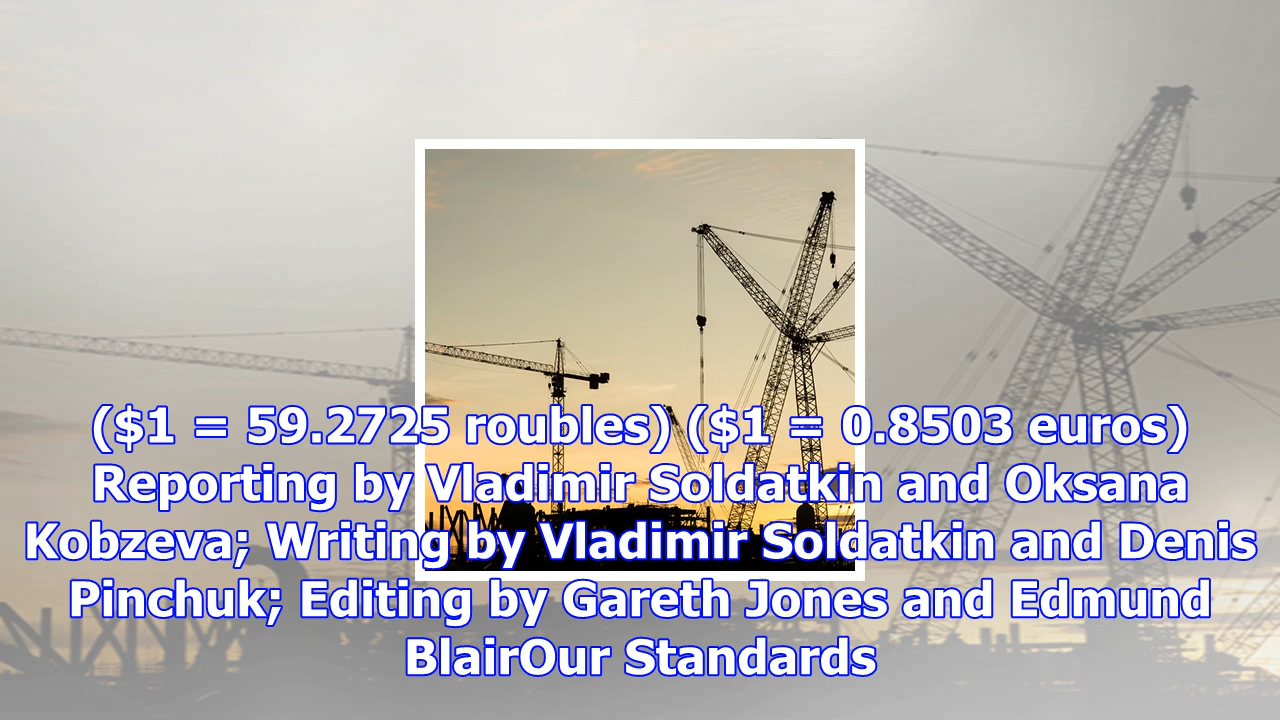 ($1 = 59.2725 roubles) ($1 = 0.8503 euros)
Reporting by Vladimir Soldatkin and Oksana
Kobzeva; Writing by Vladimir Soldatkin and Denis
Pinchuk; Editing by Gareth Jones and Edmund
BlairOur Standards